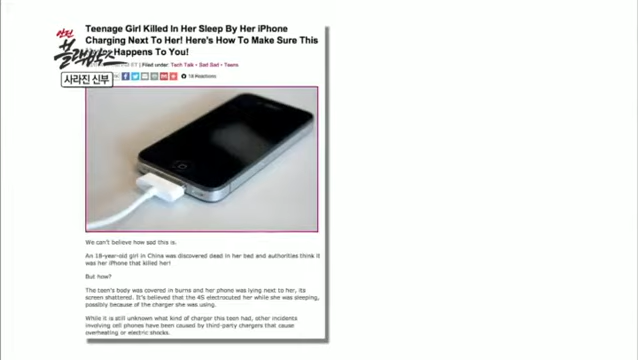 Teenage Girl Killed In Her Sleep By Her iPhone
Charging Next To Her! Here's How To Make Sure This
Happens To You!
안전
블랙박스
사라진 신부
ET | Filed under: Tech Talk • Sad Sad • Teens
We can't believe how sad this is.
An 18-year-old girl in China was discovered dead in her bed and authorities think it
was her iPhone that killed her!
But how?
The teen's body was covered in burns and her phone was lying next to her, its
screen shattered. It's believed that the 4S electrocuted her while she was sleeping,
possibly because of the charger she was using.
While it is still unknown what kind of charger this teen had, other incidents
involving cell phones have been caused by third-party chargers that cause
overheating or electric shocks.